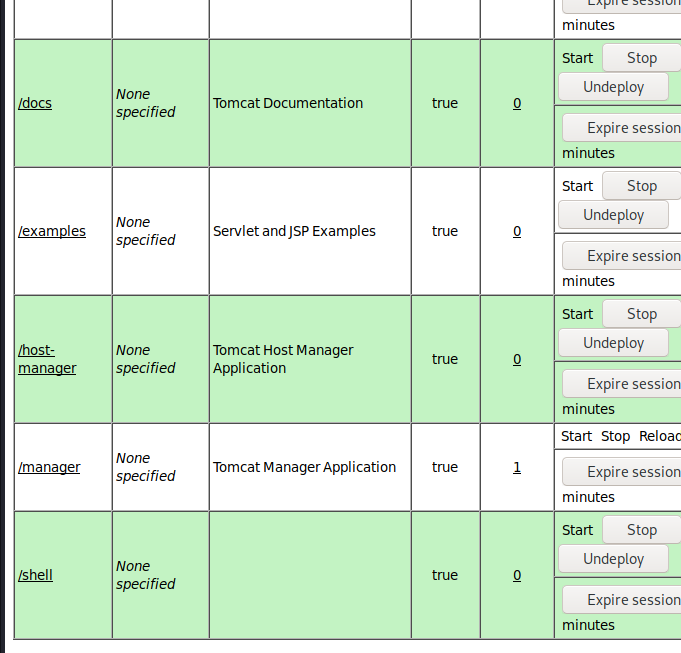 Expire session
minutes
/docs
None
specified
Tomcat Documentation
true
0
Start Stop
Undeploy
Expire session
minutes
/examples
None
specified
Servlet and JSP Examples
true
0
Start Stop
Undeploy
Expire session
minutes
/host-
manager
None
specified
Tomcat Host Manager
Application
true
0
Start Stop
Undeploy
Expire session
minutes
/manager
None
specified
Tomcat Manager Application
true
1
Start Stop Reload
Expire session
minutes
/shell
None
specified
true
0
Start Stop
Undeploy
Expire session
minutes